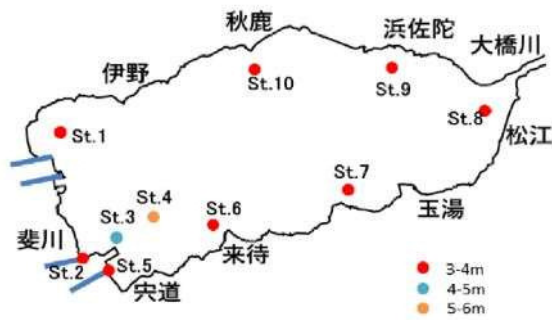 秋鹿
浜佐陀
大橋川
伊野
St.10
St.9
St.8
松江
St.1
St.7
玉湯
St.4
St.3
St.6
斐川
来待
St.2
St.5
宍道
3-4m
4-5m
5-6m